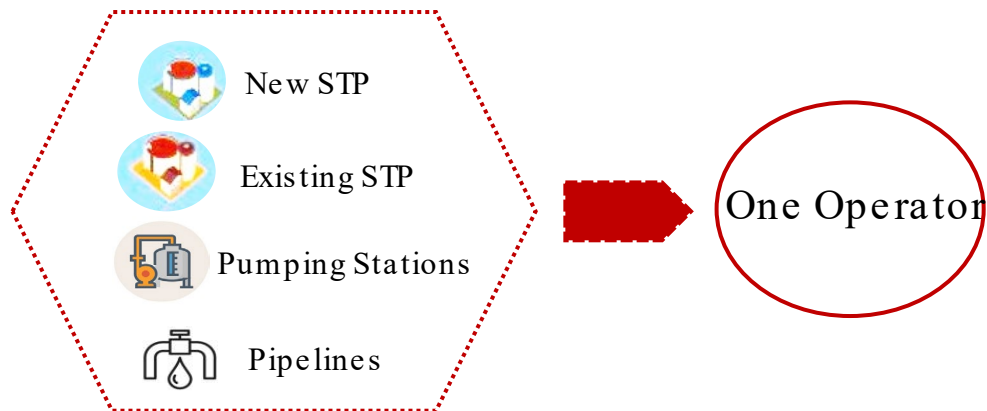 New STP
Existing STP
Pumping Stations
Pipelines
One Operator